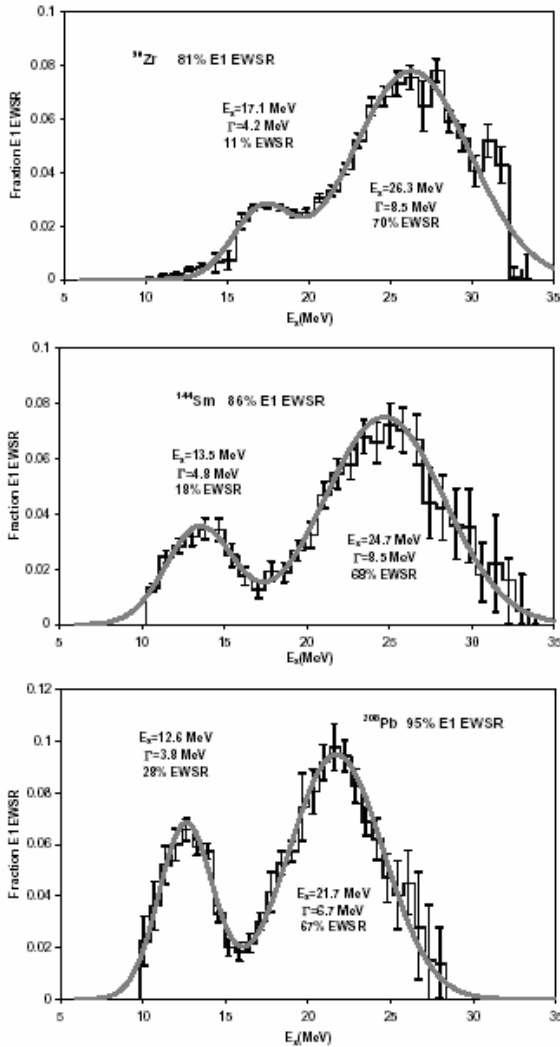 0.1
0.08
0.06
0.04
0.02
0
Fraxtion E1 EWSR
Zr 81% E1 EWSR
Eₓ=17.1 MeV
Γ=4.2 MeV
11 % EWSR
Eₓ=26.3 MeV
Γ=8.5 MeV
70% EWSR
5 10 15 20 25 30 35
Eₓ(MeV)
0.1
0.08
0.06
0.04
0.02
0
Fraction E1 EWSR
¹⁴⁴Sm 86% E1 EWSR
Eₓ=13.5 MeV
Γ=4.8 MeV
18% EWSR
Eₓ=24.7 MeV
Γ=8.5 MeV
68% EWSR
5 10 15 20 25 30 35
Eₓ(MeV)
0.12
0.1
0.08
0.06
0.04
0.02
0
Fraction E1 EWSR
²⁰⁸Pb 95% E1 EWSR
Eₓ=12.6 MeV
Γ=3.8 MeV
28% EWSR
Eₓ=21.7 MeV
Γ=6.7 MeV
67% EWSR
5 10 15 20 25 30 35
Eₓ(MeV)